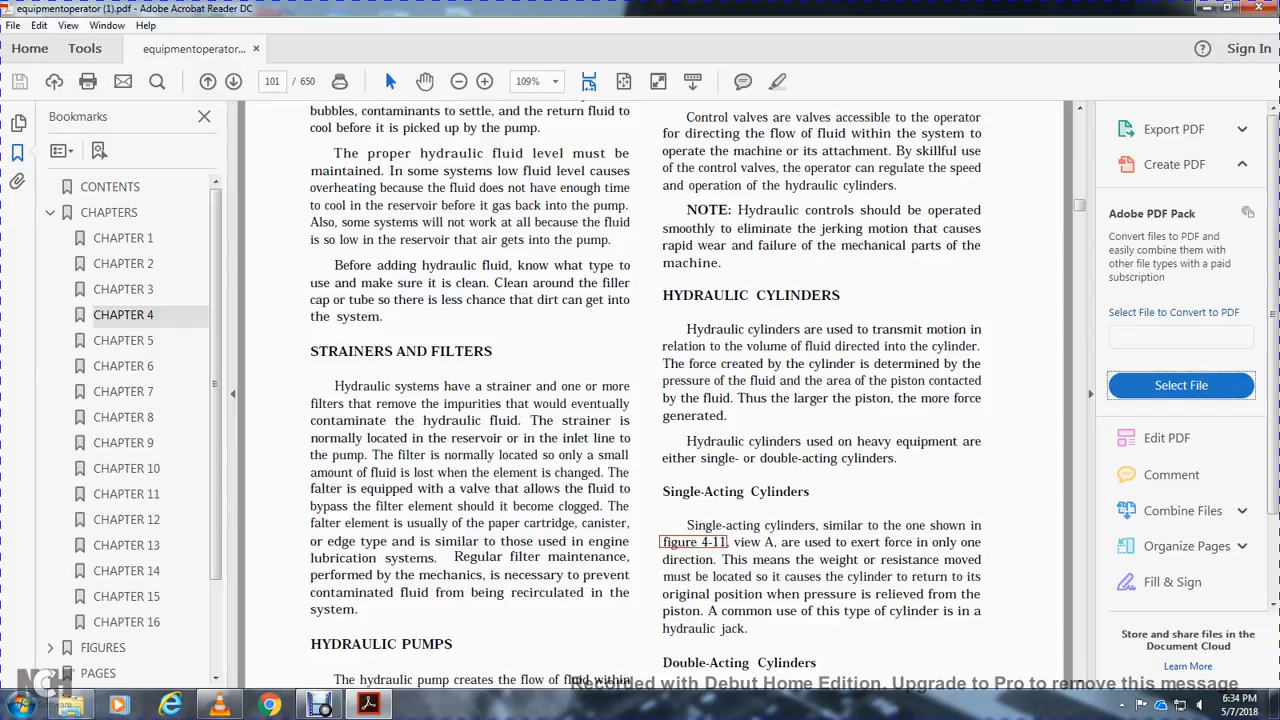 equipmentoperator (1).pdf - Adobe Acrobat Reader DC
File Edit View Window Help
Home Tools equipmentoperator... × Sign In
101 / 650 109%
Bookmarks
CONTENTS
CHAPTERS
CHAPTER 1
CHAPTER 2
CHAPTER 3
CHAPTER 4
CHAPTER 5
CHAPTER 6
CHAPTER 7
CHAPTER 8
CHAPTER 9
CHAPTER 10
CHAPTER 11
CHAPTER 12
CHAPTER 13
CHAPTER 14
CHAPTER 15
CHAPTER 16
FIGURES
PAGES
bubbles, contaminants to settle, and the return fluid to
cool before it is picked up by the pump.
The proper hydraulic fluid level must be
maintained. In some systems low fluid level causes
overheating because the fluid does not have enough time
to cool in the reservoir before it gas back into the pump.
Also, some systems will not work at all because the fluid
is so low in the reservoir that air gets into the pump.
Before adding hydraulic fluid, know what type to
use and make sure it is clean. Clean around the filler
cap or tube so there is less chance that dirt can get into
the system.
STRAINERS AND FILTERS
Hydraulic systems have a strainer and one or more
filters that remove the impurities that would eventually
contaminate the hydraulic fluid. The strainer is
normally located in the reservoir or in the inlet line to
the pump. The filter is normally located so only a small
amount of fluid is lost when the element is changed. The
falter is equipped with a valve that allows the fluid to
bypass the filter element should it become clogged. The
falter element is usually of the paper cartridge, canister,
or edge type and is similar to those used in engine
lubrication systems. Regular filter maintenance,
performed by the mechanics, is necessary to prevent
contaminated fluid from being recirculated in the
system.
HYDRAULIC PUMPS
The hydraulic pump creates the flow of fluid within
Control valves are valves accessible to the operator
for directing the flow of fluid within the system to
operate the machine or its attachment. By skillful use
of the control valves, the operator can regulate the speed
and operation of the hydraulic cylinders.
NOTE: Hydraulic controls should be operated
smoothly to eliminate the jerking motion that causes
rapid wear and failure of the mechanical parts of the
machine.
HYDRAULIC CYLINDERS
Hydraulic cylinders are used to transmit motion in
relation to the volume of fluid directed into the cylinder.
The force created by the cylinder is determined by the
pressure of the fluid and the area of the piston contacted
by the fluid. Thus the larger the piston, the more force
generated.
Hydraulic cylinders used on heavy equipment are
either single- or double-acting cylinders.
Single-Acting Cylinders
Single-acting cylinders, similar to the one shown in
figure 4-11, view A, are used to exert force in only one
direction. This means the weight or resistance moved
must be located so it causes the cylinder to return to its
original position when pressure is relieved from the
piston. A common use of this type of cylinder is in a
hydraulic jack.
Double-Acting Cylinders
Export PDF
Create PDF
Adobe PDF Pack
Convert files to PDF and
easily combine them with
other file types with a paid
subscription
Select File to Convert to PDF
Select File
Edit PDF
Comment
Combine Files
Organize Pages
Fill & Sign
Store and share files in the
Document Cloud
Learn More
NCH
Software
Recorded with Debut Home Edition. Upgrade to Pro to remove this message
6:34 PM
5/7/2018